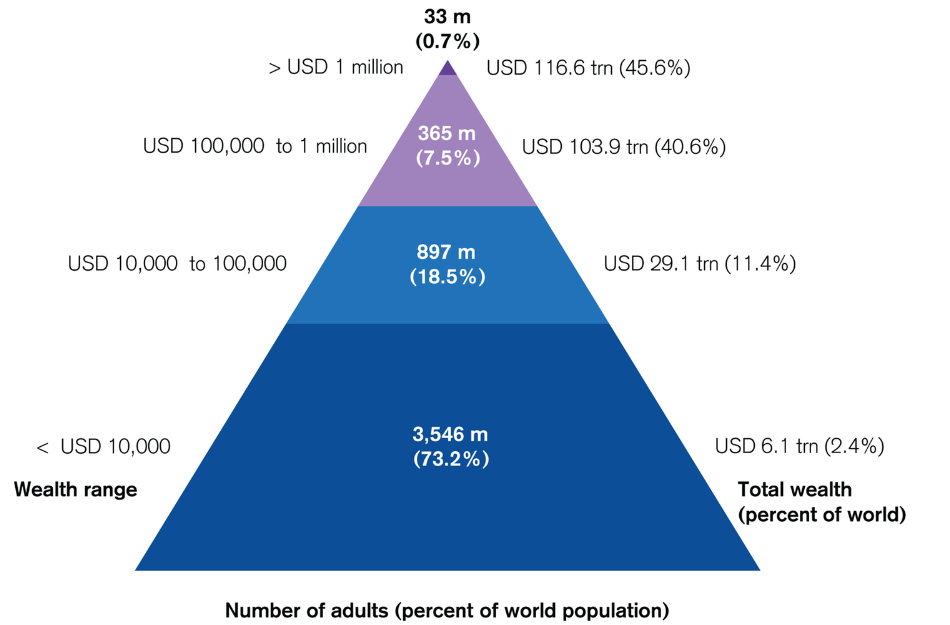 33 m
(0.7%)
> USD 1 million
USD 116.6 trn (45.6%)
365 m
(7.5%)
USD 100,000 to 1 million
USD 103.9 trn (40.6%)
897 m
(18.5%)
USD 10,000 to 100,000
USD 29.1 trn (11.4%)
3,546 m
(73.2%)
< USD 10,000
USD 6.1 trn (2.4%)
Wealth range
Total wealth
(percent of world)
Number of adults (percent of world population)